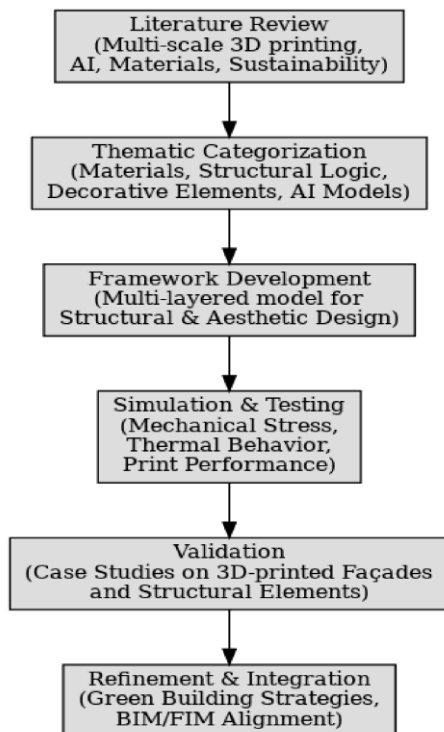 Literature Review
(Multi-scale 3D printing,
AI, Materials, Sustainability)
Thematic Categorization
(Materials, Structural Logic,
Decorative Elements, AI Models)
Framework Development
(Multi-layered model for
Structural & Aesthetic Design)
Simulation & Testing
(Mechanical Stress,
Thermal Behavior,
Print Performance)
Validation
(Case Studies on 3D-printed Façades
and Structural Elements)
Refinement & Integration
(Green Building Strategies,
BIM/FIM Alignment)